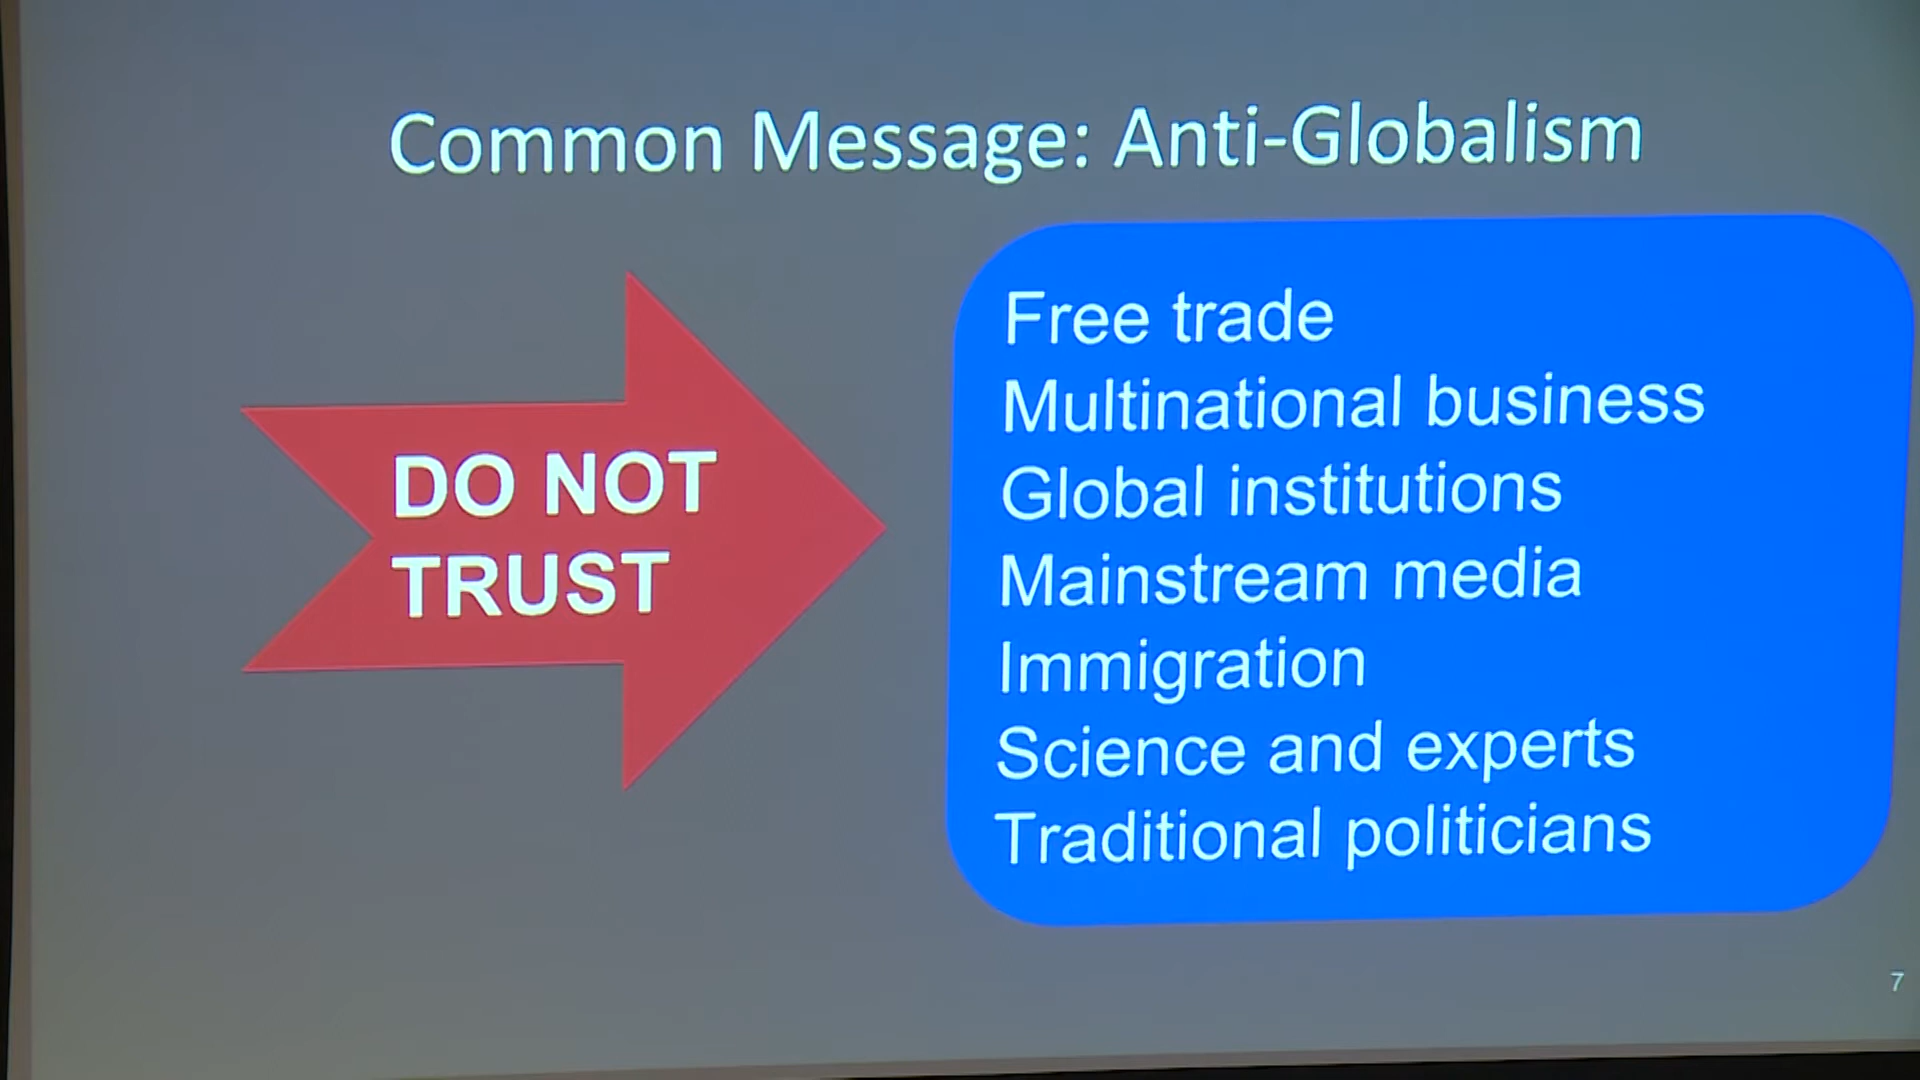 Common Message: Anti-Globalism
DO NOT
TRUST
Free trade
Multinational business
Global institutions
Mainstream media
Immigration
Science and experts
Traditional politicians
7